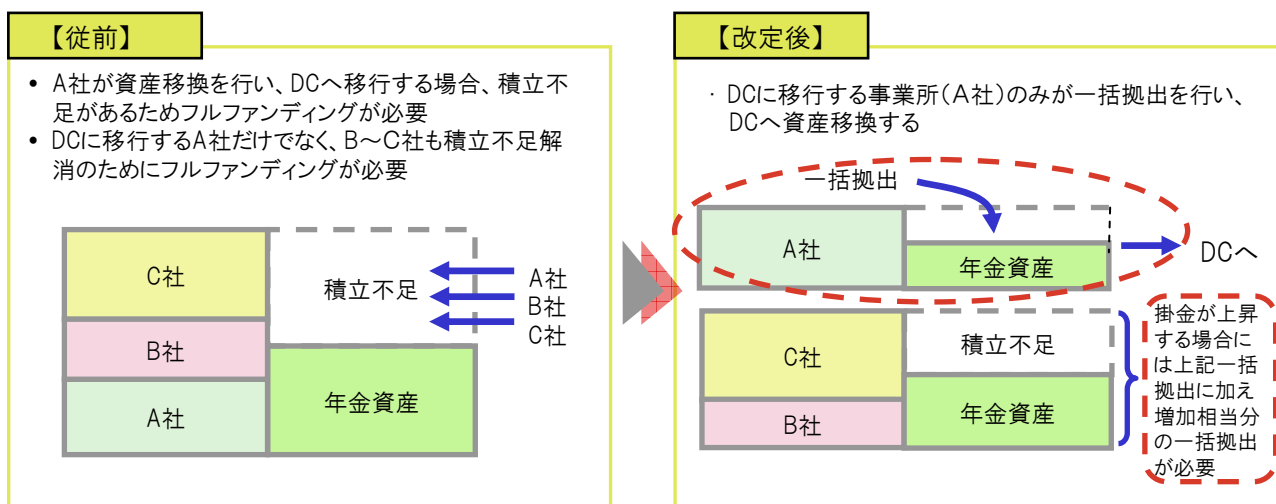 【従前】
• A社が資産移換を行い、DCへ移行する場合、積立不
足があるためフルファンディングが必要
• DCに移行するA社だけでなく、B～C社も積立不足解
消のためにフルファンディングが必要
C社
B社
A社
積立不足
年金資産
A社
B社
C社
【改定後】
· DCに移行する事業所(A社)のみが一括拠出を行い、
DCへ資産移換する
一括拠出
A社
年金資産
DCへ
C社
B社
積立不足
年金資産
掛金が上昇
する場合に
は上記一括
拠出に加え
増加相当分
の一括拠出
が必要